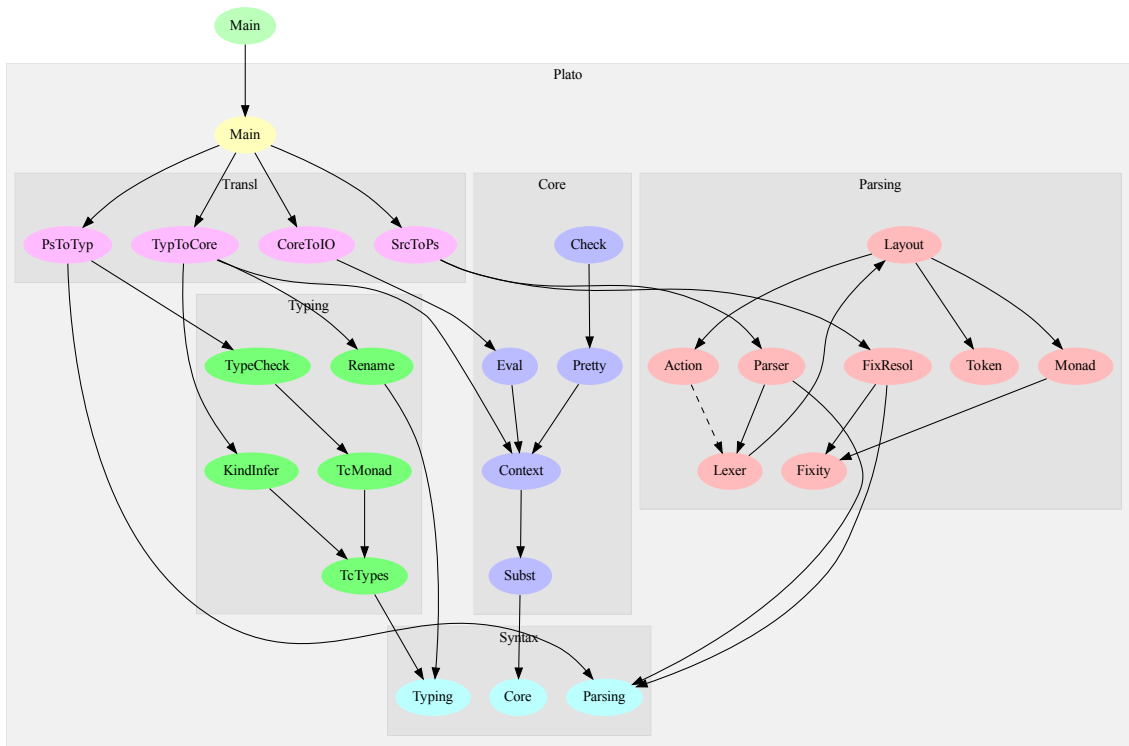 Main
Plato
Main
Transl
Core
Parsing
PsToTyp
TypToCore
CoreToIO
SrcToPs
Check
Layout
Typing
TypeCheck
Rename
Eval
Pretty
Action
Parser
FixResol
Token
Monad
KindInfer
TcMonad
Context
Lexer
Fixity
TcTypes
Subst
Syntax
Typing
Core
Parsing